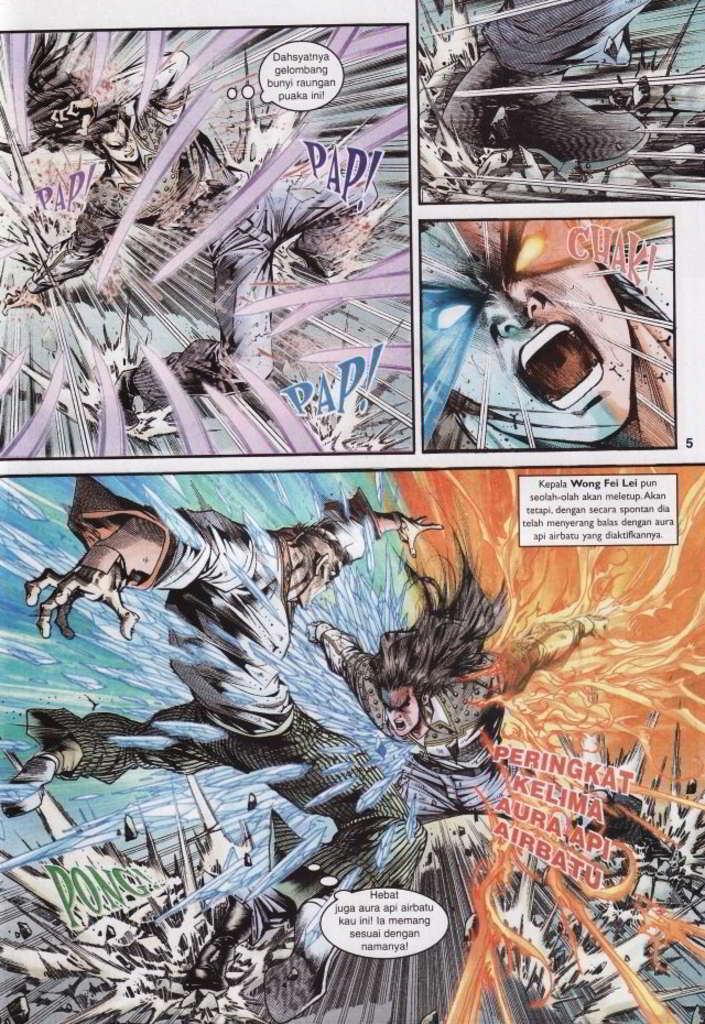 Dahsyatnya
gelombang
bunyi raungan
puaka ini!
PAP!
PAP
PAP!
CHAK!
5
Kepala Wong Fei Lei pun
seolah-olah akan meletup. Akan
tetapi, dengan secara spontan dia
telah menyerang balas dengan aura
api airbatu yang diaktifkannya.
PERINGKAT
KELIMA
AURA API
AIRBATU
PONG
Hebat
juga aura api airbatu
kau ini! Ia memang
sesuai dengan
namanya!